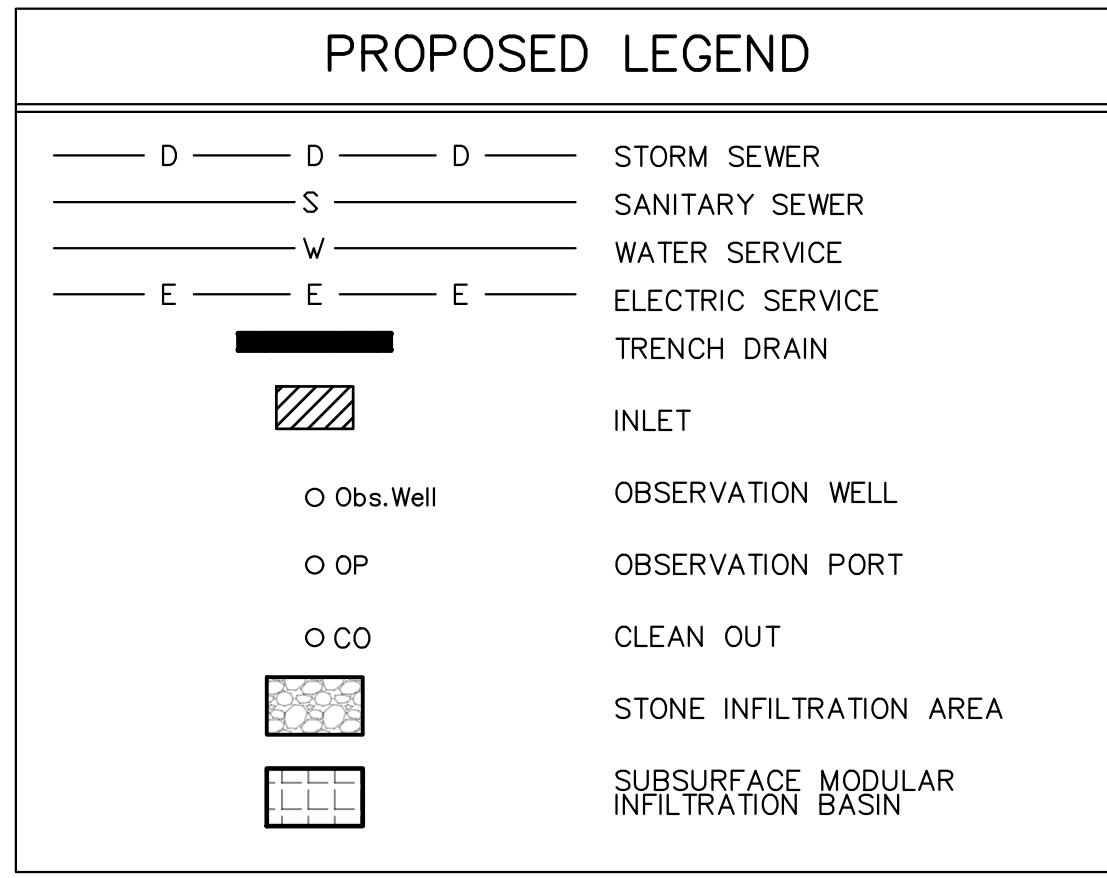 PROPOSED LEGEND
D D D STORM SEWER
S SANITARY SEWER
W WATER SERVICE
E E E ELECTRIC SERVICE
TRENCH DRAIN
INLET
Obs.Well OBSERVATION WELL
OP OBSERVATION PORT
CO CLEAN OUT
STONE INFILTRATION AREA
SUBSURFACE MODULAR
INFILTRATION BASIN